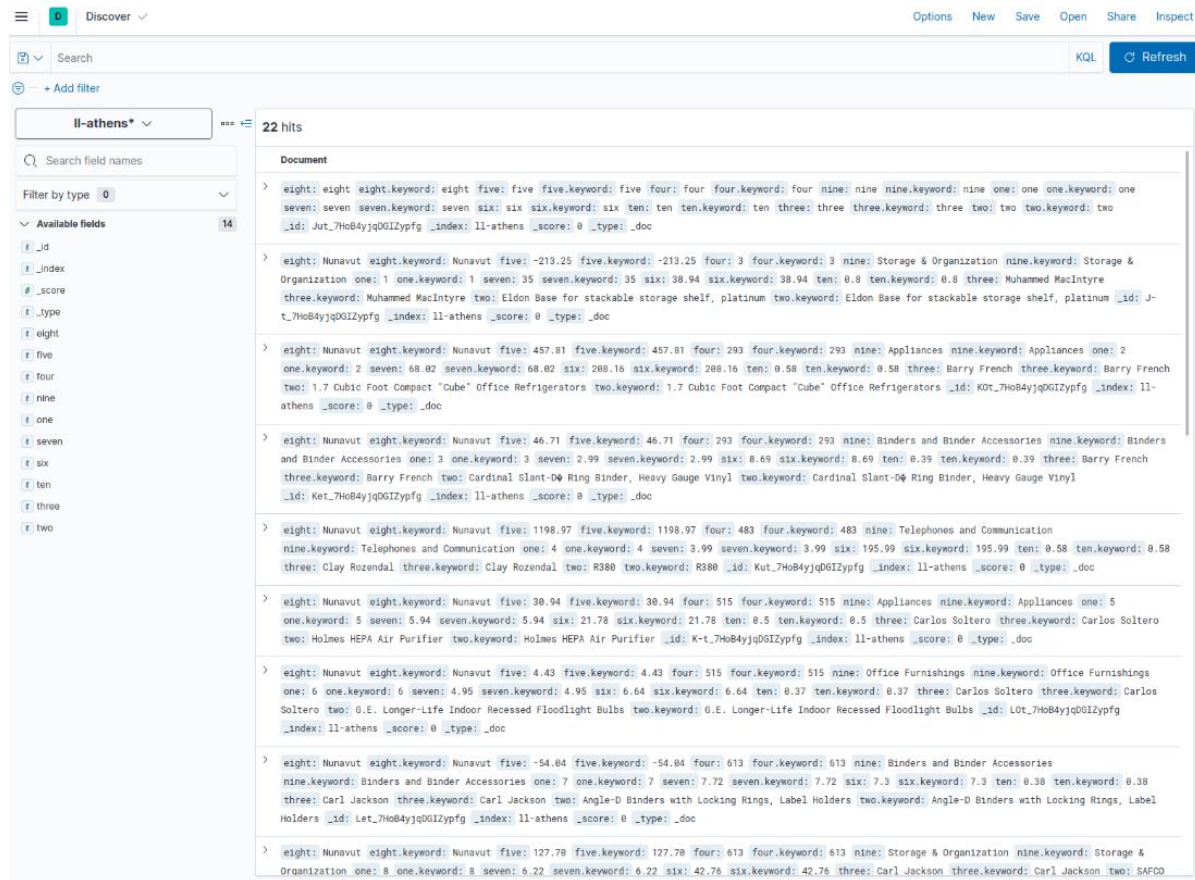 D Discover Options New Save Open Share Inspect
Search KQL Refresh
+ Add filter
ll-athens*
22 hits
Search field names
Filter by type 0
Available fields 14
t _id
t _index
# _score
t _type
t eight
t five
t four
t nine
t one
t seven
t six
t ten
t three
t two
Document
eight: eight eight.keyword: eight five: five five.keyword: five four: four four.keyword: four nine: nine nine.keyword: nine one: one one.keyword: one
seven: seven seven.keyword: seven six: six six.keyword: six ten: ten ten.keyword: ten three: three three.keyword: three two: two two.keyword: two
_id: Jut_7HoB4yjqDGIZypfg _index: ll-athens _score: 0 _type: _doc
eight: Nunavut eight.keyword: Nunavut five: -213.25 five.keyword: -213.25 four: 3 four.keyword: 3 nine: Storage & Organization nine.keyword: Storage &
Organization one: 1 one.keyword: 1 seven: 35 seven.keyword: 35 six: 38.94 six.keyword: 38.94 ten: 0.8 ten.keyword: 0.8 three: Muhammed MacIntyre
three.keyword: Muhammed MacIntyre two: Eldon Base for stackable storage shelf, platinum two.keyword: Eldon Base for stackable storage shelf, platinum _id: J-
t_7HoB4yjqDGIZypfg _index: ll-athens _score: 0 _type: _doc
eight: Nunavut eight.keyword: Nunavut five: 457.81 five.keyword: 457.81 four: 293 four.keyword: 293 nine: Appliances nine.keyword: Appliances one: 2
one.keyword: 2 seven: 68.02 seven.keyword: 68.02 six: 208.16 six.keyword: 208.16 ten: 0.58 ten.keyword: 0.58 three: Barry French three.keyword: Barry French
two: 1.7 Cubic Foot Compact "Cube" Office Refrigerators two.keyword: 1.7 Cubic Foot Compact "Cube" Office Refrigerators _id: KOt_7HoB4yjqDGIZypfg _index: ll-
athens _score: 0 _type: _doc
eight: Nunavut eight.keyword: Nunavut five: 46.71 five.keyword: 46.71 four: 293 four.keyword: 293 nine: Binders and Binder Accessories nine.keyword: Binders
and Binder Accessories one: 3 one.keyword: 3 seven: 2.99 seven.keyword: 2.99 six: 8.69 six.keyword: 8.69 ten: 0.39 ten.keyword: 0.39 three: Barry French
three.keyword: Barry French two: Cardinal Slant-D� Ring Binder, Heavy Gauge Vinyl two.keyword: Cardinal Slant-D� Ring Binder, Heavy Gauge Vinyl
_id: Ket_7HoB4yjqDGIZypfg _index: ll-athens _score: 0 _type: _doc
eight: Nunavut eight.keyword: Nunavut five: 1198.97 five.keyword: 1198.97 four: 483 four.keyword: 483 nine: Telephones and Communication
nine.keyword: Telephones and Communication one: 4 one.keyword: 4 seven: 3.99 seven.keyword: 3.99 six: 195.99 six.keyword: 195.99 ten: 0.58 ten.keyword: 0.58
three: Clay Rozendal three.keyword: Clay Rozendal two: R380 two.keyword: R380 _id: Kut_7HoB4yjqDGIZypfg _index: ll-athens _score: 0 _type: _doc
eight: Nunavut eight.keyword: Nunavut five: 30.94 five.keyword: 30.94 four: 515 four.keyword: 515 nine: Appliances nine.keyword: Appliances one: 5
one.keyword: 5 seven: 5.94 seven.keyword: 5.94 six: 21.78 six.keyword: 21.78 ten: 0.5 ten.keyword: 0.5 three: Carlos Soltero three.keyword: Carlos Soltero
two: Holmes HEPA Air Purifier two.keyword: Holmes HEPA Air Purifier _id: K-t_7HoB4yjqDGIZypfg _index: ll-athens _score: 0 _type: _doc
eight: Nunavut eight.keyword: Nunavut five: 4.43 five.keyword: 4.43 four: 515 four.keyword: 515 nine: Office Furnishings nine.keyword: Office Furnishings
one: 6 one.keyword: 6 seven: 4.95 seven.keyword: 4.95 six: 6.64 six.keyword: 6.64 ten: 0.37 ten.keyword: 0.37 three: Carlos Soltero three.keyword: Carlos
Soltero two: G.E. Longer-Life Indoor Recessed Floodlight Bulbs two.keyword: G.E. Longer-Life Indoor Recessed Floodlight Bulbs _id: LOt_7HoB4yjqDGIZypfg
_index: ll-athens _score: 0 _type: _doc
eight: Nunavut eight.keyword: Nunavut five: -54.04 five.keyword: -54.04 four: 613 four.keyword: 613 nine: Binders and Binder Accessories
nine.keyword: Binders and Binder Accessories one: 7 one.keyword: 7 seven: 7.72 seven.keyword: 7.72 six: 7.3 six.keyword: 7.3 ten: 0.38 ten.keyword: 0.38
three: Carl Jackson three.keyword: Carl Jackson two: Angle-D Binders with Locking Rings, Label Holders two.keyword: Angle-D Binders with Locking Rings, Label
Holders _id: Let_7HoB4yjqDGIZypfg _index: ll-athens _score: 0 _type: _doc
eight: Nunavut eight.keyword: Nunavut five: 127.70 five.keyword: 127.70 four: 613 four.keyword: 613 nine: Storage & Organization nine.keyword: Storage &
Organization one: 8 one.keyword: 8 seven: 6.22 seven.keyword: 6.22 six: 42.76 six.keyword: 42.76 three: Carl Jackson three.keyword: Carl Jackson two: SAFCO